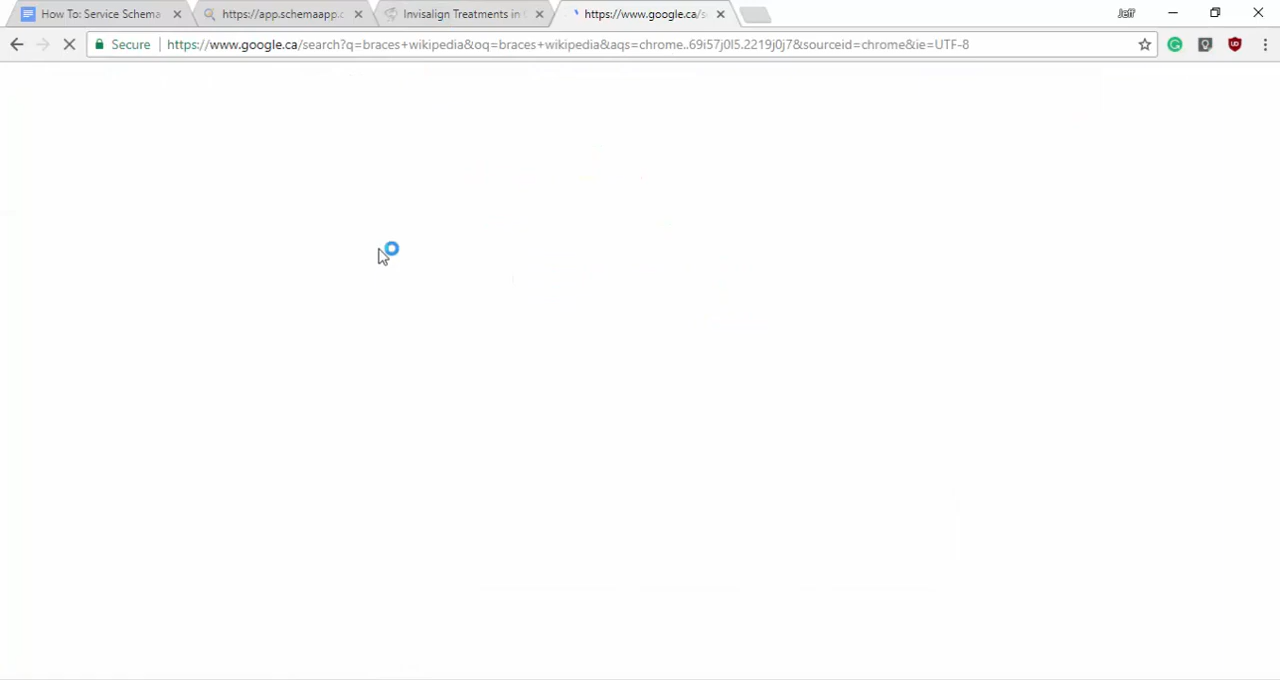 How To: Service Schema
https://app.schemaapp.c
Invisalign Treatments in
https://www.google.ca/s
Jeff
Secure
https://www.google.ca/search?q=braces+wikipedia&oq=braces+wikipedia&aqs=chrome..69i57j0l5.2219j0j7&sourceid=chrome&ie=UTF-8